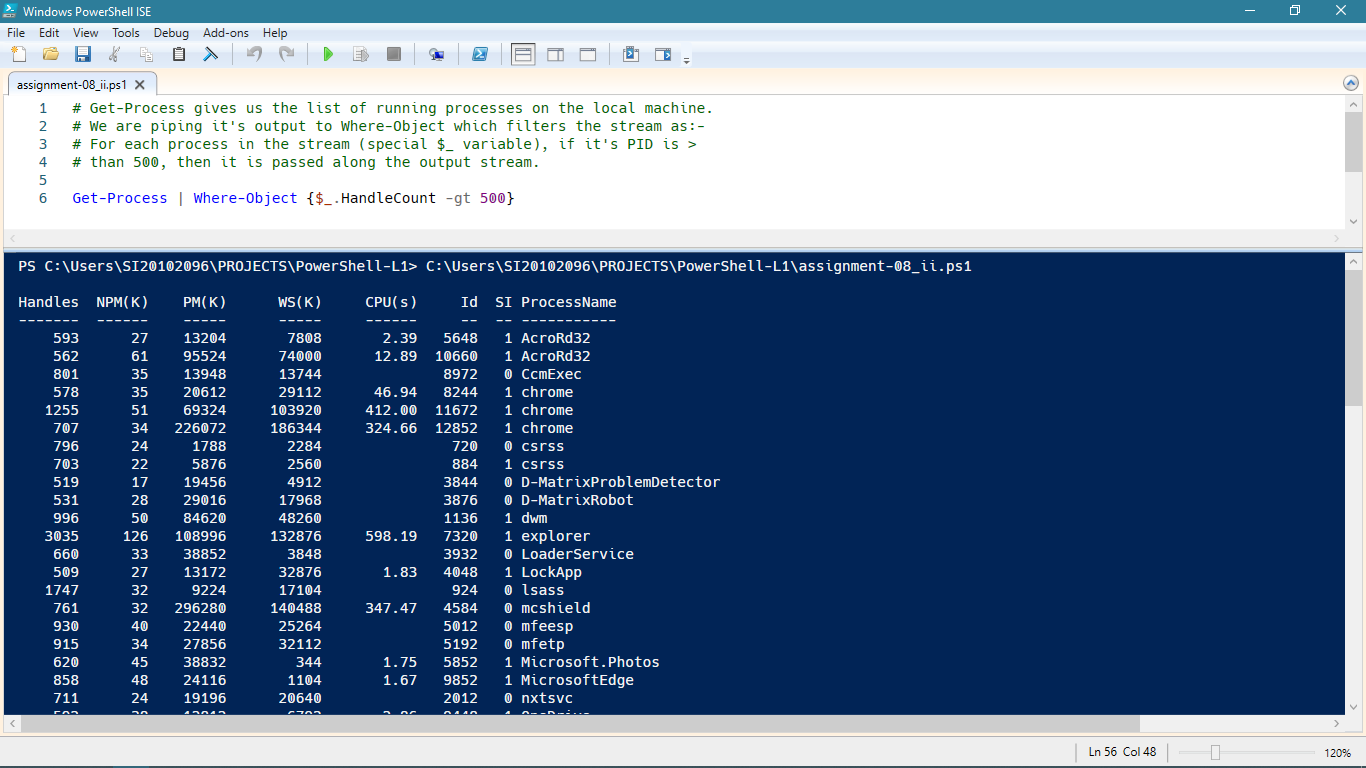 Windows PowerShell ISE
File Edit View Tools Debug Add-ons Help
assignment-08_ii.ps1
1 # Get-Process gives us the list of running processes on the local machine.
2 # We are piping it's output to Where-Object which filters the stream as:-
3 # For each process in the stream (special $_ variable), if it's PID is >
4 # than 500, then it is passed along the output stream.
5
6 Get-Process | Where-Object {$_.HandleCount -gt 500}
PS C:\Users\SI20102096\PROJECTS\PowerShell-L1> C:\Users\SI20102096\PROJECTS\PowerShell-L1\assignment-08_ii.ps1
Handles NPM(K) PM(K) WS(K) CPU(s) Id SI ProcessName
------- ------ ----- ----- ------ -- -- -----------
593 27 13204 7808 2.39 5648 1 AcroRd32
562 61 95524 74000 12.89 10660 1 AcroRd32
801 35 13948 13744 8972 0 CcmExec
578 35 20612 29112 46.94 8244 1 chrome
1255 51 69324 103920 412.00 11672 1 chrome
707 34 226072 186344 324.66 12852 1 chrome
796 24 1788 2284 720 0 csrss
703 22 5876 2560 884 1 csrss
519 17 19456 4912 3844 0 D-MatrixProblemDetector
531 28 29016 17968 3876 0 D-MatrixRobot
996 50 84620 48260 1136 1 dwm
3035 126 108996 132876 598.19 7320 1 explorer
660 33 38852 3848 3932 0 LoaderService
509 27 13172 32876 1.83 4048 1 LockApp
1747 32 9224 17104 924 0 lsass
761 32 296280 140488 347.47 4584 0 mcshield
930 40 22440 25264 5012 0 mfeesp
915 34 27856 32112 5192 0 mfetp
620 45 38832 344 1.75 5852 1 Microsoft.Photos
858 48 24116 1104 1.67 9852 1 MicrosoftEdge
711 24 19196 20640 2012 0 nxtsvc
Ln 56 Col 48
120%